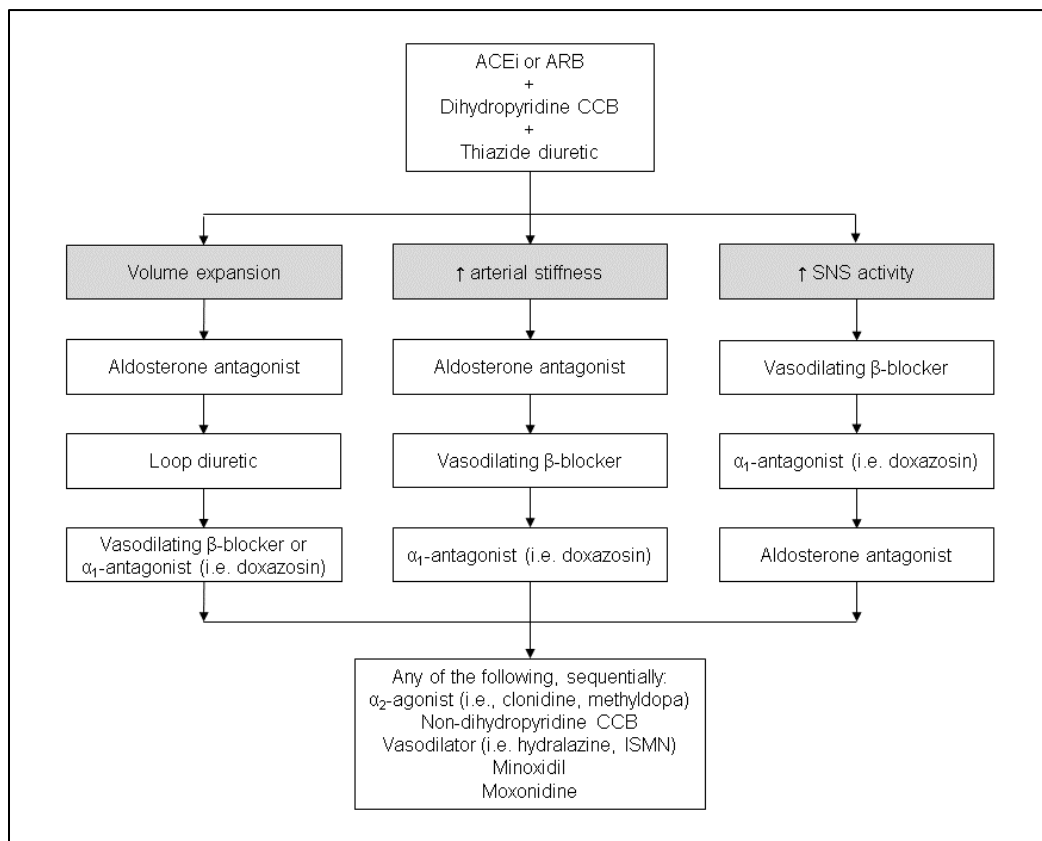 ACEi or ARB
+
Dihydropyridine CCB
+
Thiazide diuretic
Volume expansion
↑ arterial stiffness
↑ SNS activity
Aldosterone antagonist
Aldosterone antagonist
Vasodilating β-blocker
Loop diuretic
Vasodilating β-blocker
α₁-antagonist (i.e. doxazosin)
Vasodilating β-blocker or
α₁-antagonist (i.e. doxazosin)
α₁-antagonist (i.e. doxazosin)
Aldosterone antagonist
Any of the following, sequentially:
α₂-agonist (i.e., clonidine, methyldopa)
Non-dihydropyridine CCB
Vasodilator (i.e. hydralazine, ISMN)
Minoxidil
Moxonidine